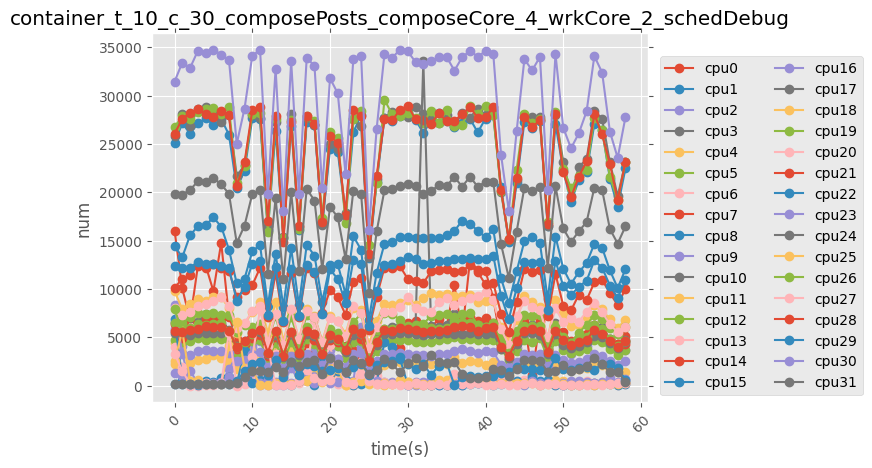 container_t_10_c_30_composePosts_composeCore_4_wrkCore_2_schedDebug
35000
30000
25000
20000
15000
10000
5000
0
num
0
10
20
30
40
50
60
time(s)
cpu0
cpu1
cpu2
cpu3
cpu4
cpu5
cpu6
cpu7
cpu8
cpu9
cpu10
cpu11
cpu12
cpu13
cpu14
cpu15
cpu16
cpu17
cpu18
cpu19
cpu20
cpu21
cpu22
cpu23
cpu24
cpu25
cpu26
cpu27
cpu28
cpu29
cpu30
cpu31